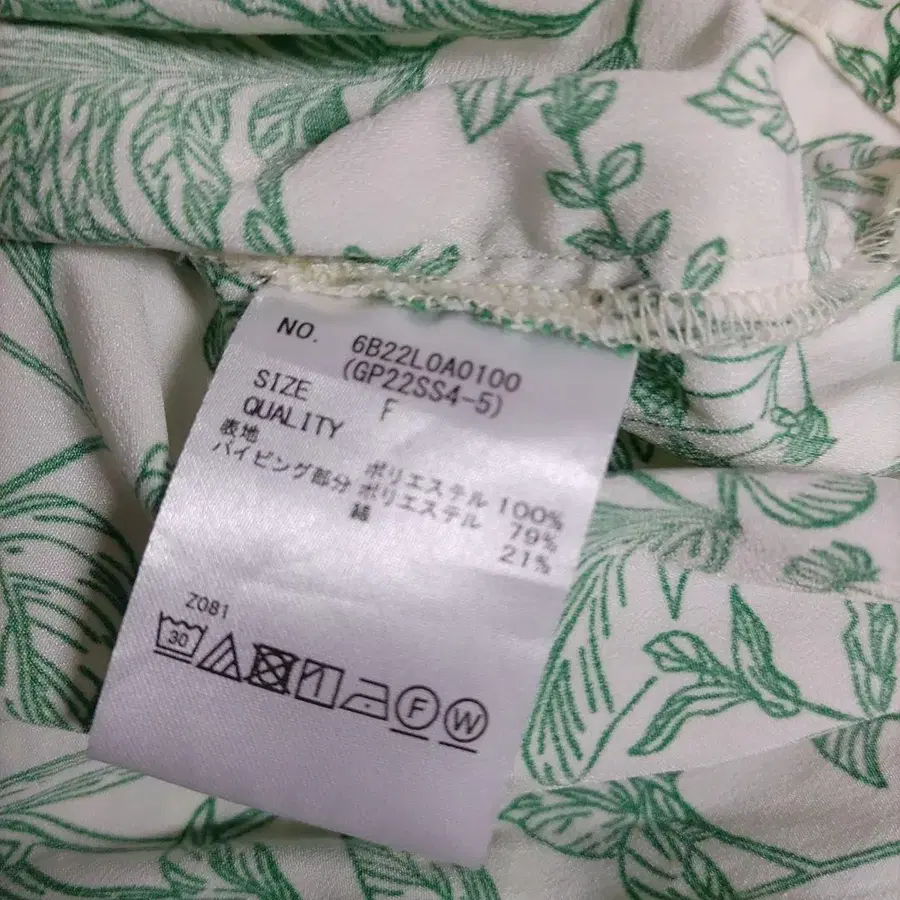 NO. 6B22L0A0100
(GP22SS4-5)
SIZE F
QUALITY
表地 ポリエステル 100%
パイピング部分 ポリエステル 79%
綿 21%
Z081
30
F W